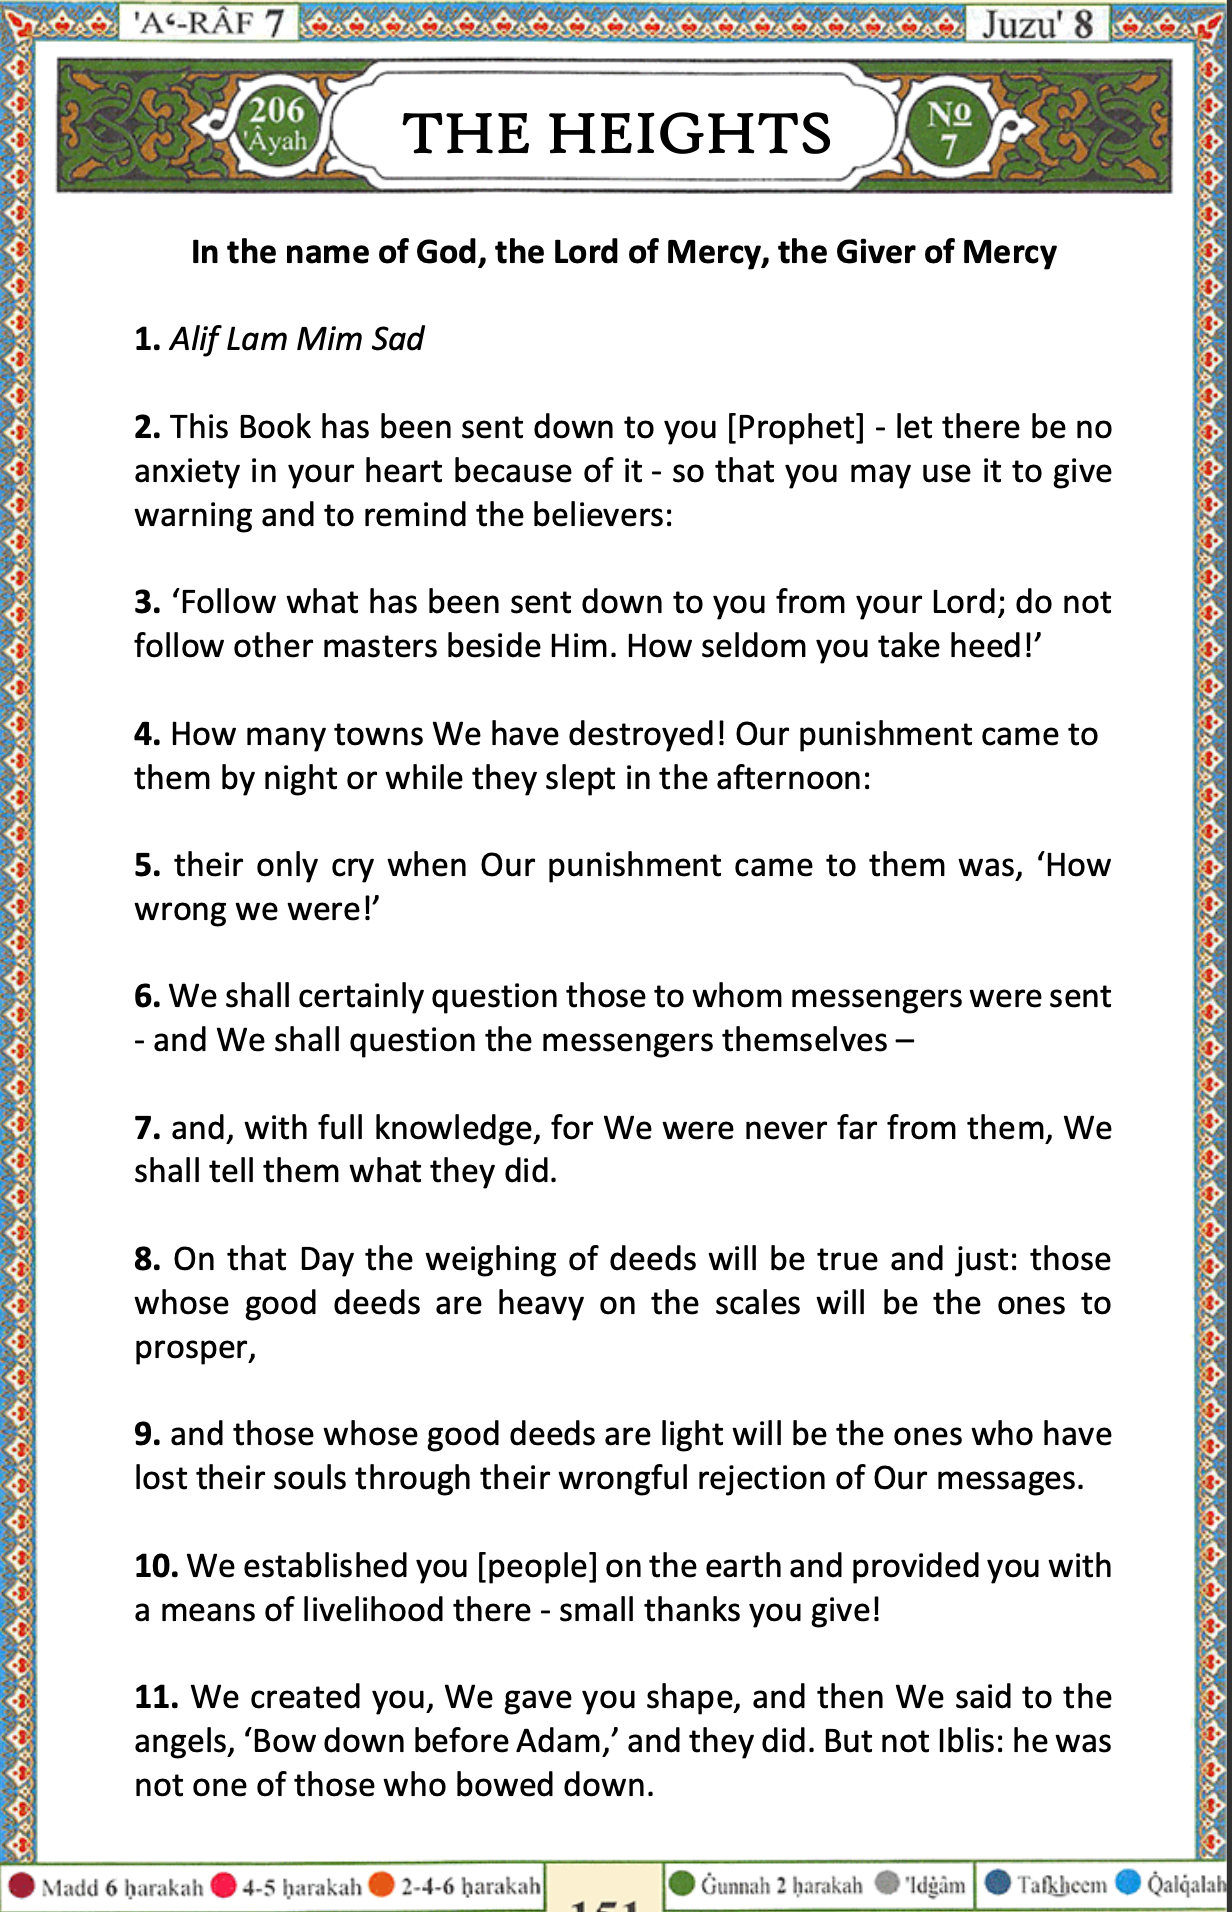 'Aʿ-RÂF 7
Juzu' 8
206
'Âyah
THE HEIGHTS
Nº
7
In the name of God, the Lord of Mercy, the Giver of Mercy
1. Alif Lam Mim Sad
2. This Book has been sent down to you [Prophet] - let there be no
anxiety in your heart because of it - so that you may use it to give
warning and to remind the believers:
3. ‘Follow what has been sent down to you from your Lord; do not
follow other masters beside Him. How seldom you take heed!’
4. How many towns We have destroyed! Our punishment came to
them by night or while they slept in the afternoon:
5. their only cry when Our punishment came to them was, ‘How
wrong we were!’
6. We shall certainly question those to whom messengers were sent
- and We shall question the messengers themselves –
7. and, with full knowledge, for We were never far from them, We
shall tell them what they did.
8. On that Day the weighing of deeds will be true and just: those
whose good deeds are heavy on the scales will be the ones to
prosper,
9. and those whose good deeds are light will be the ones who have
lost their souls through their wrongful rejection of Our messages.
10. We established you [people] on the earth and provided you with
a means of livelihood there - small thanks you give!
11. We created you, We gave you shape, and then We said to the
angels, ‘Bow down before Adam,’ and they did. But not Iblis: he was
not one of those who bowed down.
Madd 6 ḥarakah 4-5 ḥarakah 2-4-6 ḥarakah
151
Ġunnah 2 ḥarakah 'Idġâm Tafkheem Q̇alq̇alah